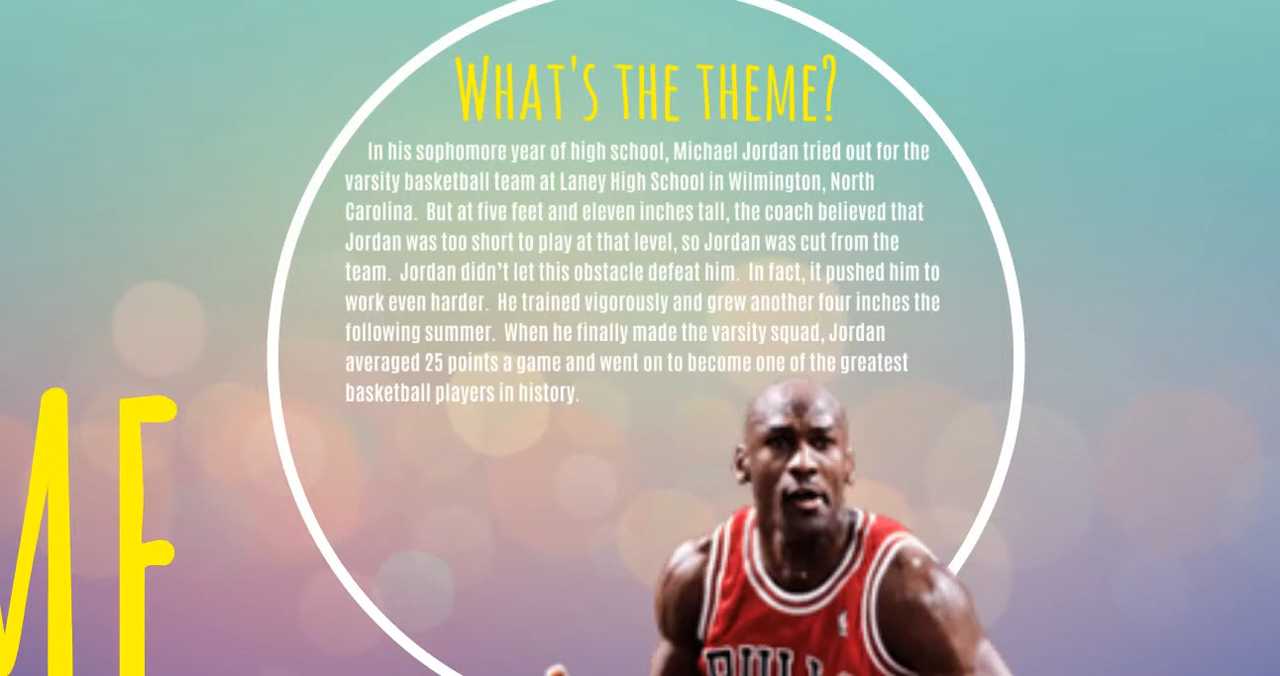 What's the theme?
In his sophomore year of high school, Michael Jordan tried out for the
varsity basketball team at Laney High School in Wilmington, North
Carolina.  But at five feet and eleven inches tall, the coach believed that
Jordan was too short to play at that level, so Jordan was cut from the
team.  Jordan didn’t let this obstacle defeat him.  In fact, it pushed him to
work even harder.  He trained vigorously and grew another four inches the
following summer.  When he finally made the varsity squad, Jordan
averaged 25 points a game and went on to become one of the greatest
basketball players in history.